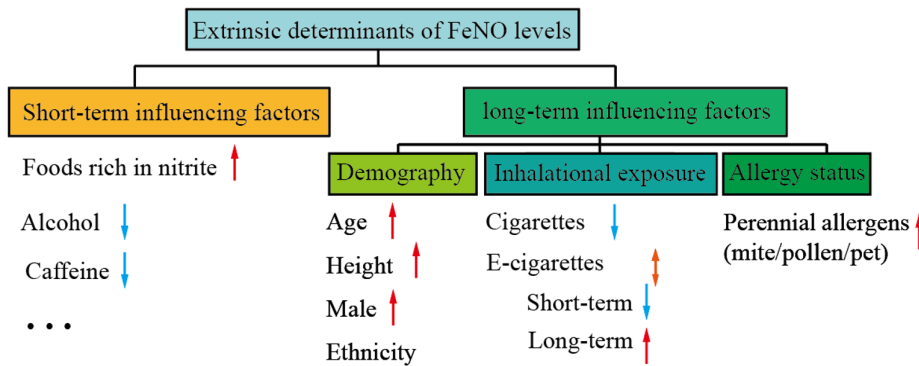 Extrinsic determinants of FeNO levels
Short-term influencing factors
Foods rich in nitrite
Alcohol
Caffeine
...
long-term influencing factors
Demography
Age
Height
Male
Ethnicity
Inhalational exposure
Cigarettes
E-cigarettes
Short-term
Long-term
Allergy status
Perennial allergens
(mite/pollen/pet)